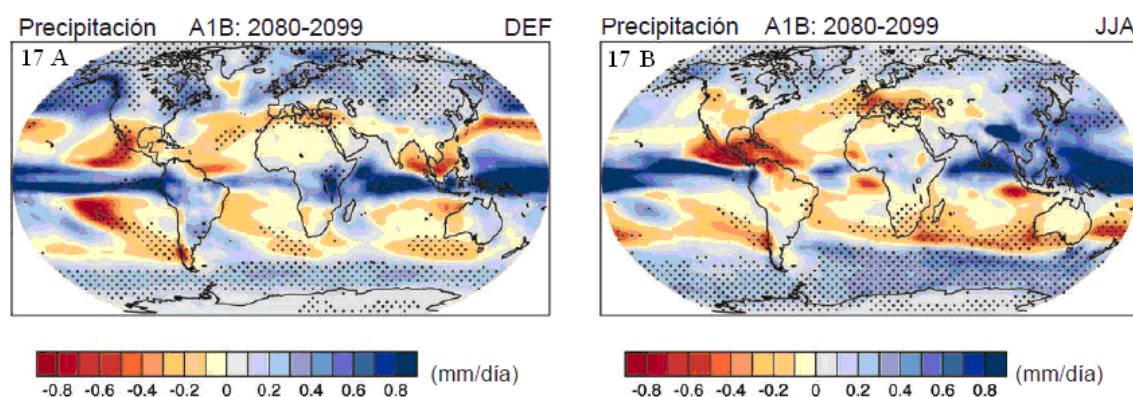 Precipitación A1B: 2080-2099 DEF
17 A
-0.8 -0.6 -0.4 -0.2 0 0.2 0.4 0.6 0.8 (mm/día)
Precipitación A1B: 2080-2099 JJA
17 B
-0.8 -0.6 -0.4 -0.2 0 0.2 0.4 0.6 0.8 (mm/día)